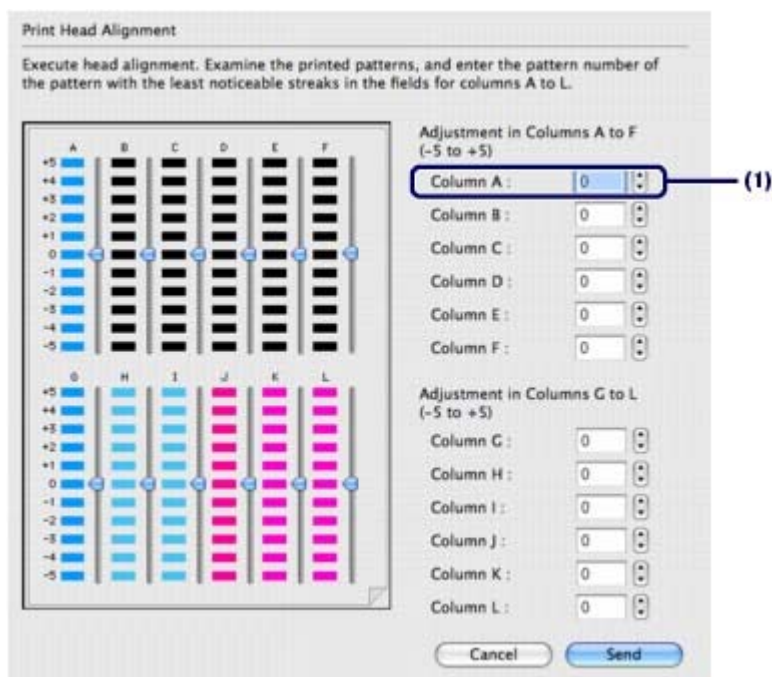 Print Head Alignment
Execute head alignment. Examine the printed patterns, and enter the pattern number of
the pattern with the least noticeable streaks in the fields for columns A to L.
A B C D E F
+5
+4
+3
+2
+1
0
-1
-2
-3
-4
-5
G H I J K L
+5
+4
+3
+2
+1
0
-1
-2
-3
-4
-5
Adjustment in Columns A to F
(-5 to +5)
Column A : 0
(1)
Column B : 0
Column C : 0
Column D : 0
Column E : 0
Column F : 0
Adjustment in Columns G to L
(-5 to +5)
Column G : 0
Column H : 0
Column I : 0
Column J : 0
Column K : 0
Column L : 0
Cancel Send